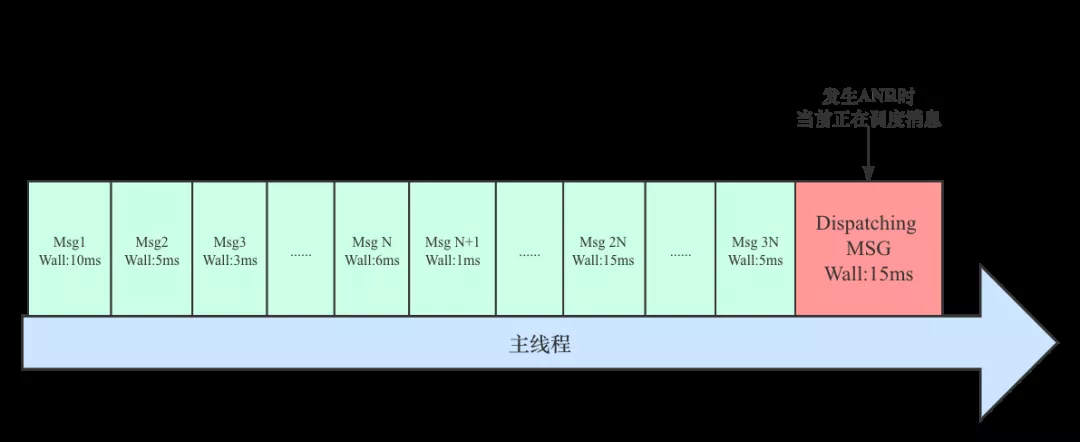 发生ANR时
当前正在调度消息
Msg1
Wall:10ms
Msg2
Wall:5ms
Msg3
Wall:3ms
......
Msg N
Wall:6ms
Msg N+1
Wall:1ms
......
Msg 2N
Wall:15ms
......
Msg 3N
Wall:5ms
Dispatching
MSG
Wall:15ms
主线程